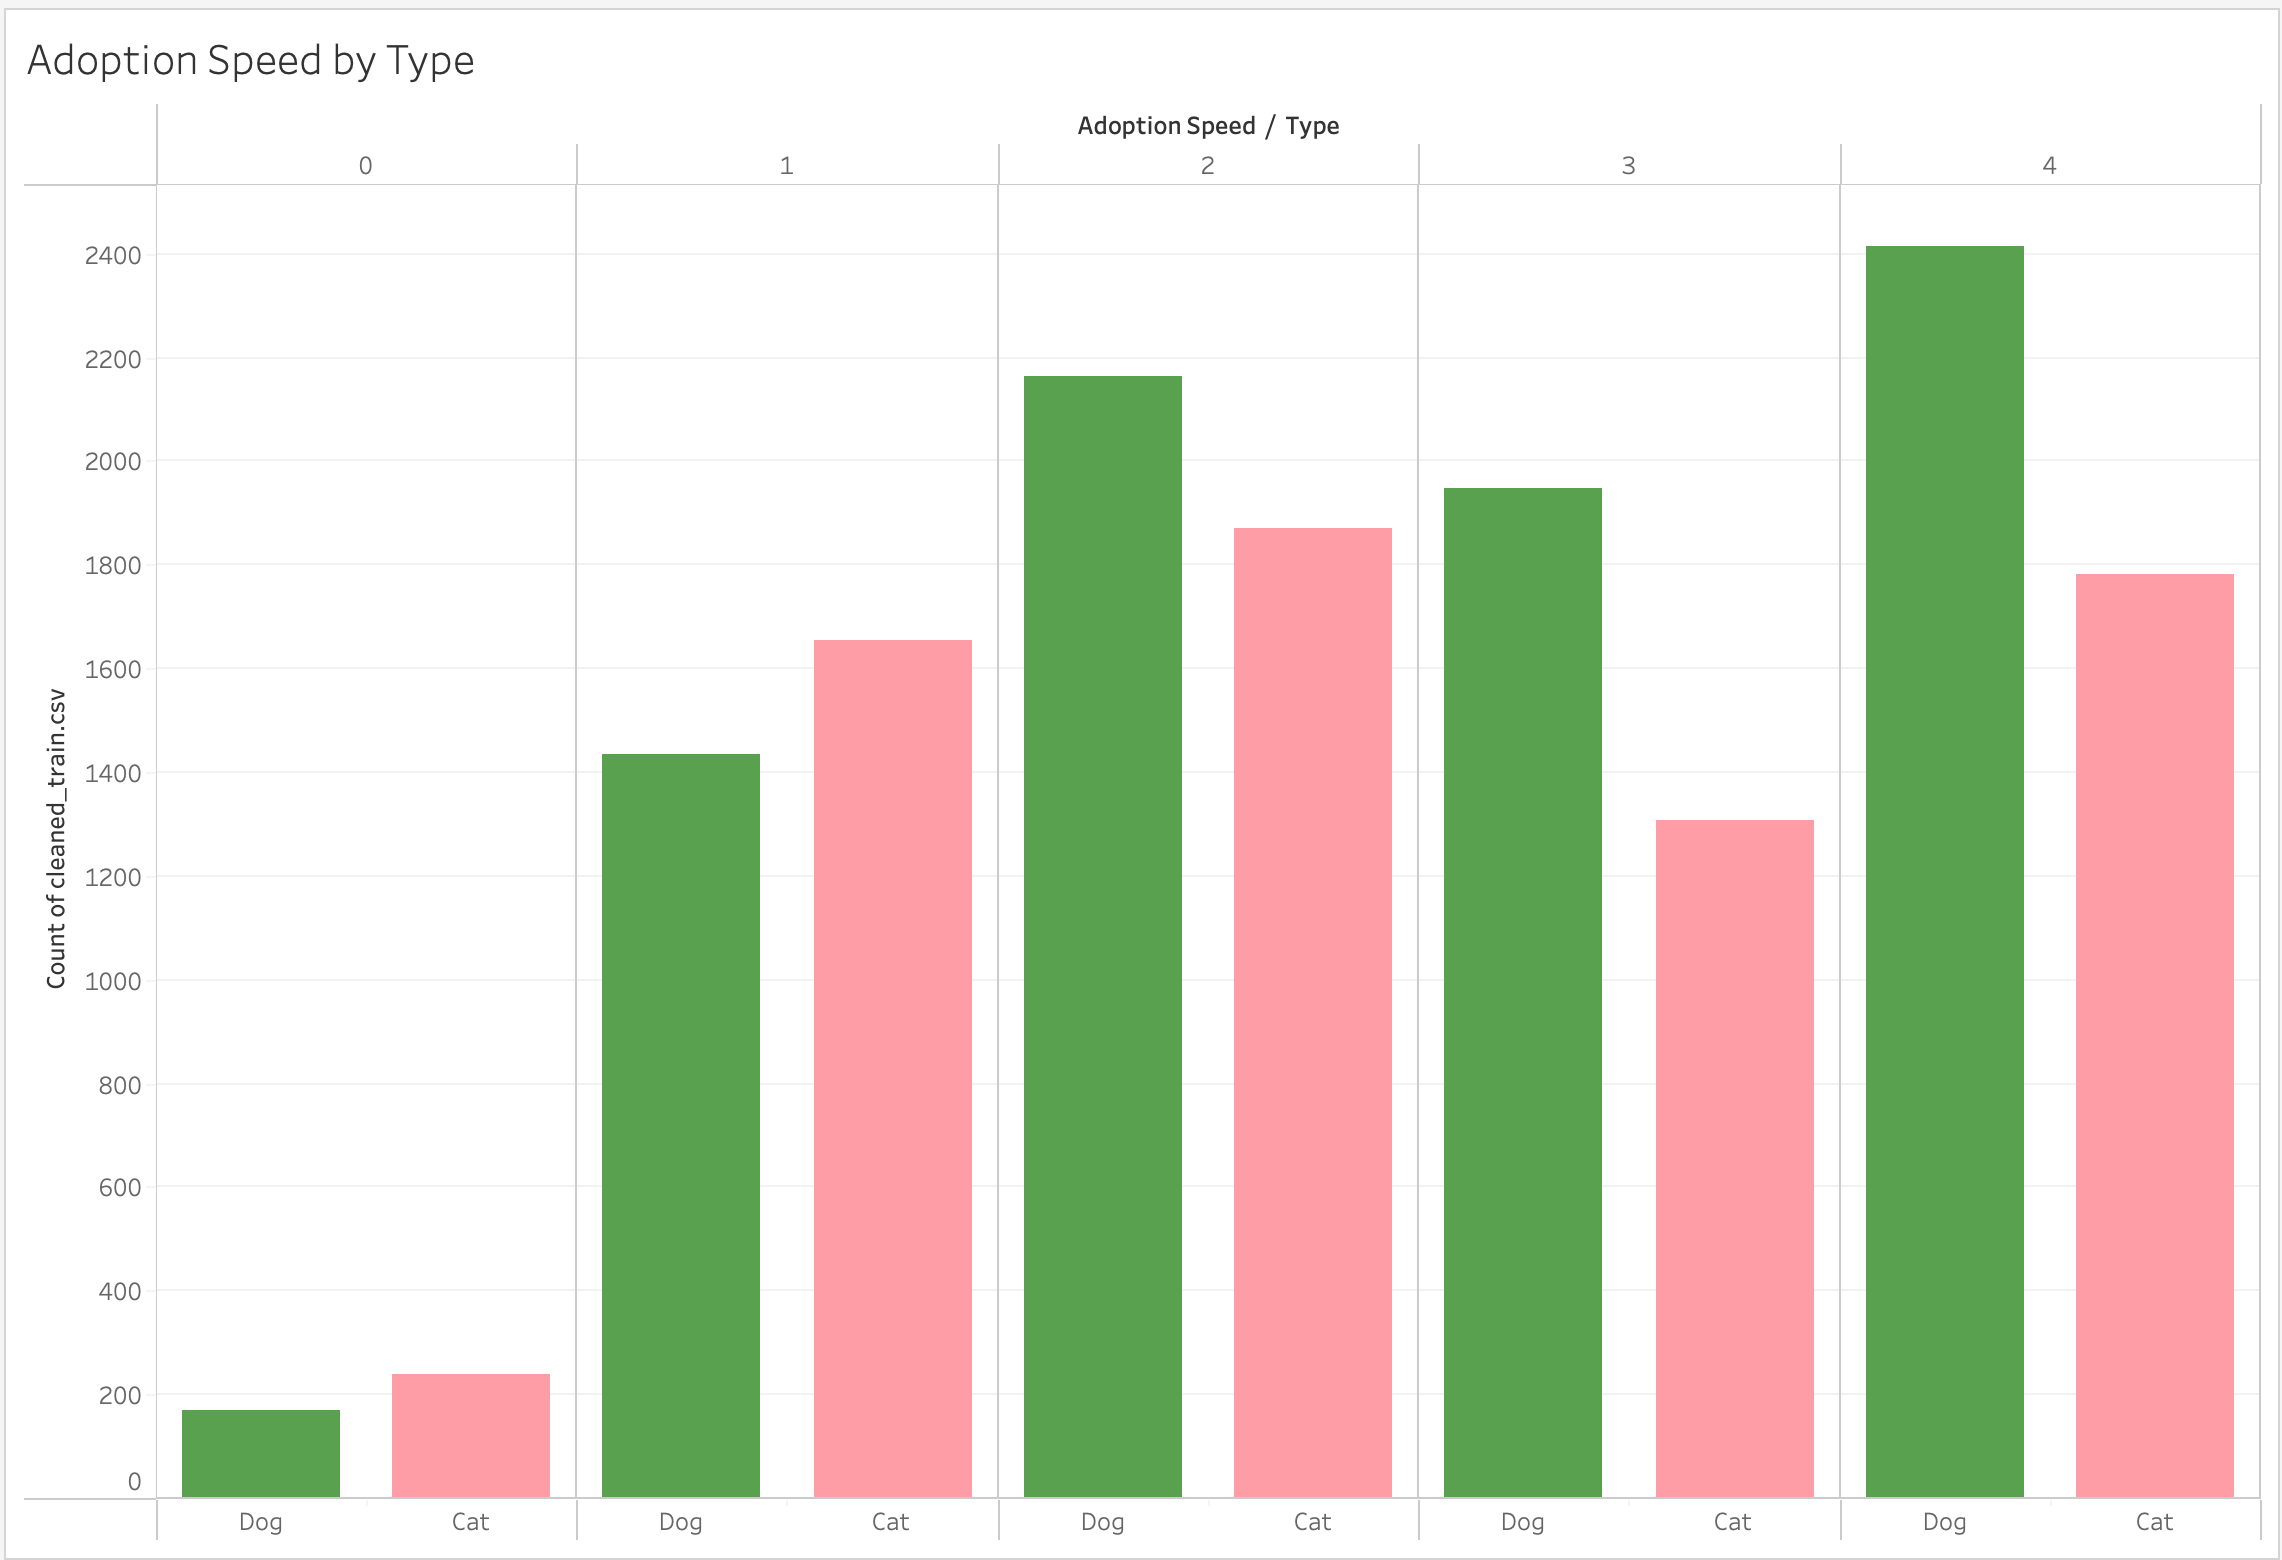 Adoption Speed by Type
Adoption Speed / Type
0 1 2 3 4
2400
2200
2000
1800
1600
1400
1200
1000
800
600
400
200
0
Count of cleaned_train.csv
Dog Cat Dog Cat Dog Cat Dog Cat Dog Cat